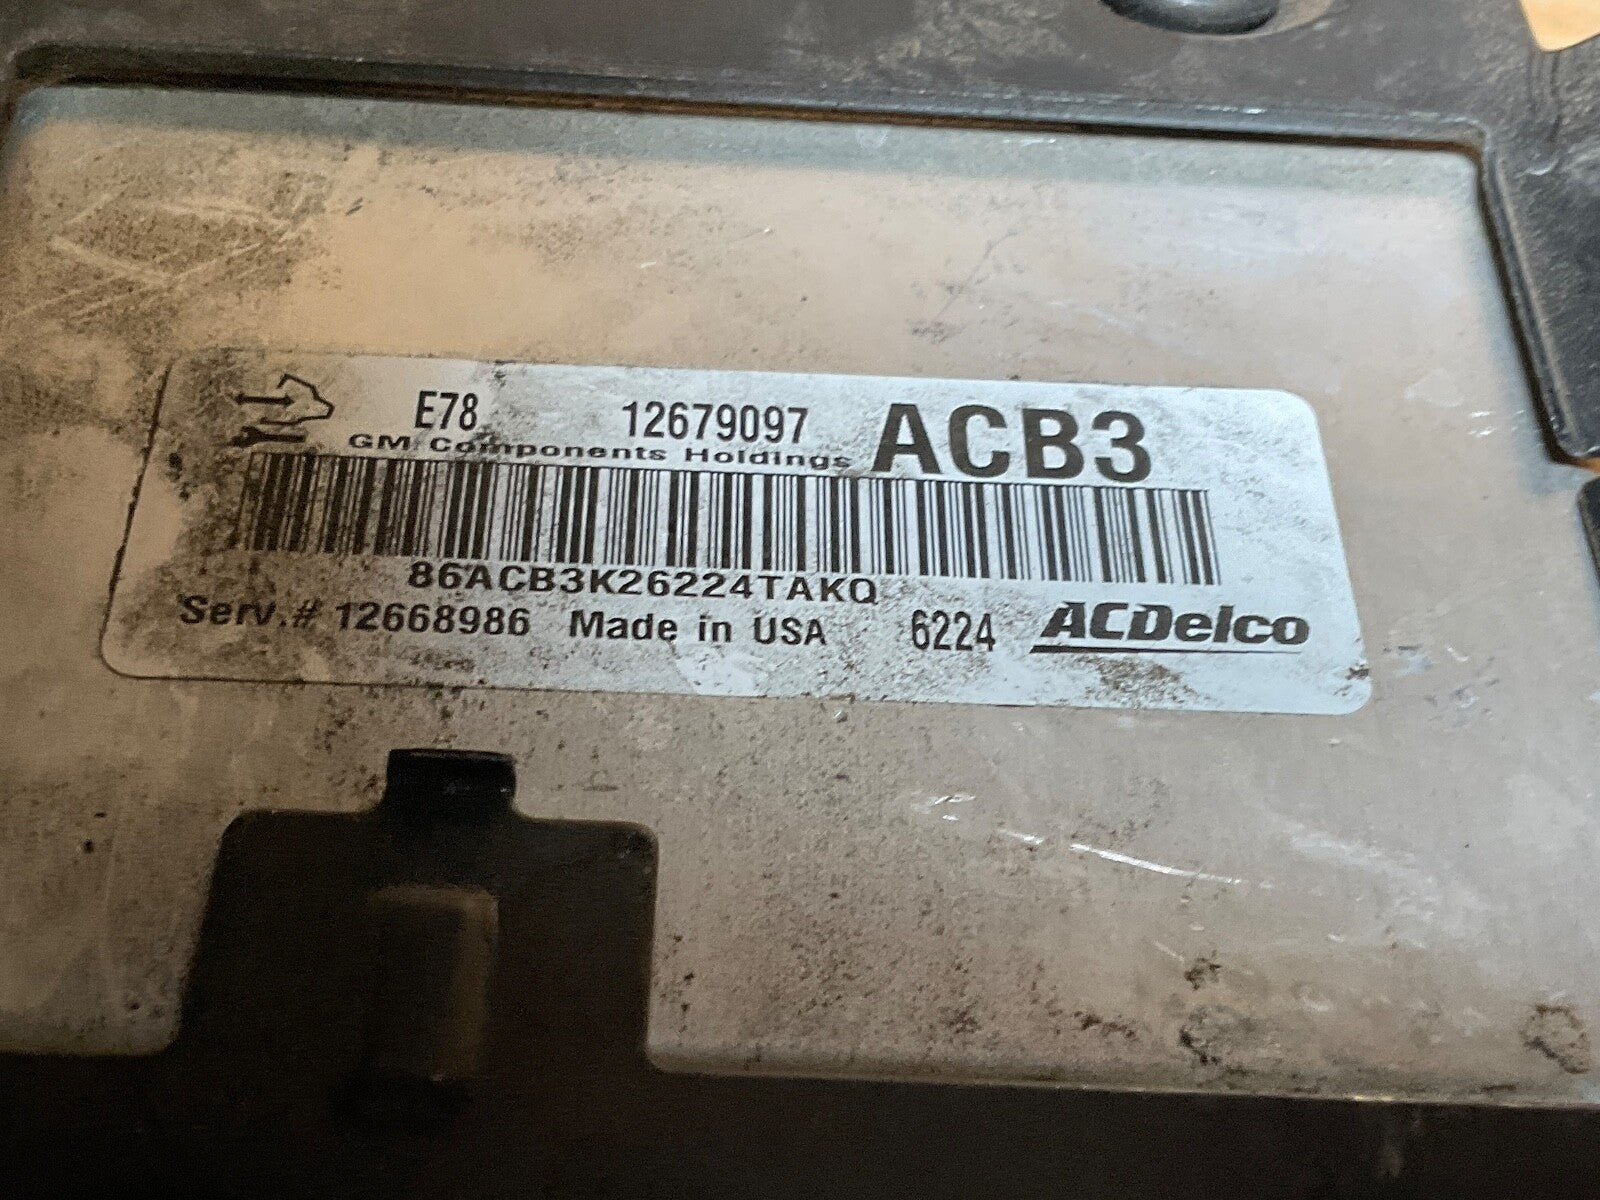 E78 12679097 ACB3
GM Components Holdings
86ACB3K26224TAKQ
Serv.# 12668986 Made in USA 6224 ACDelco